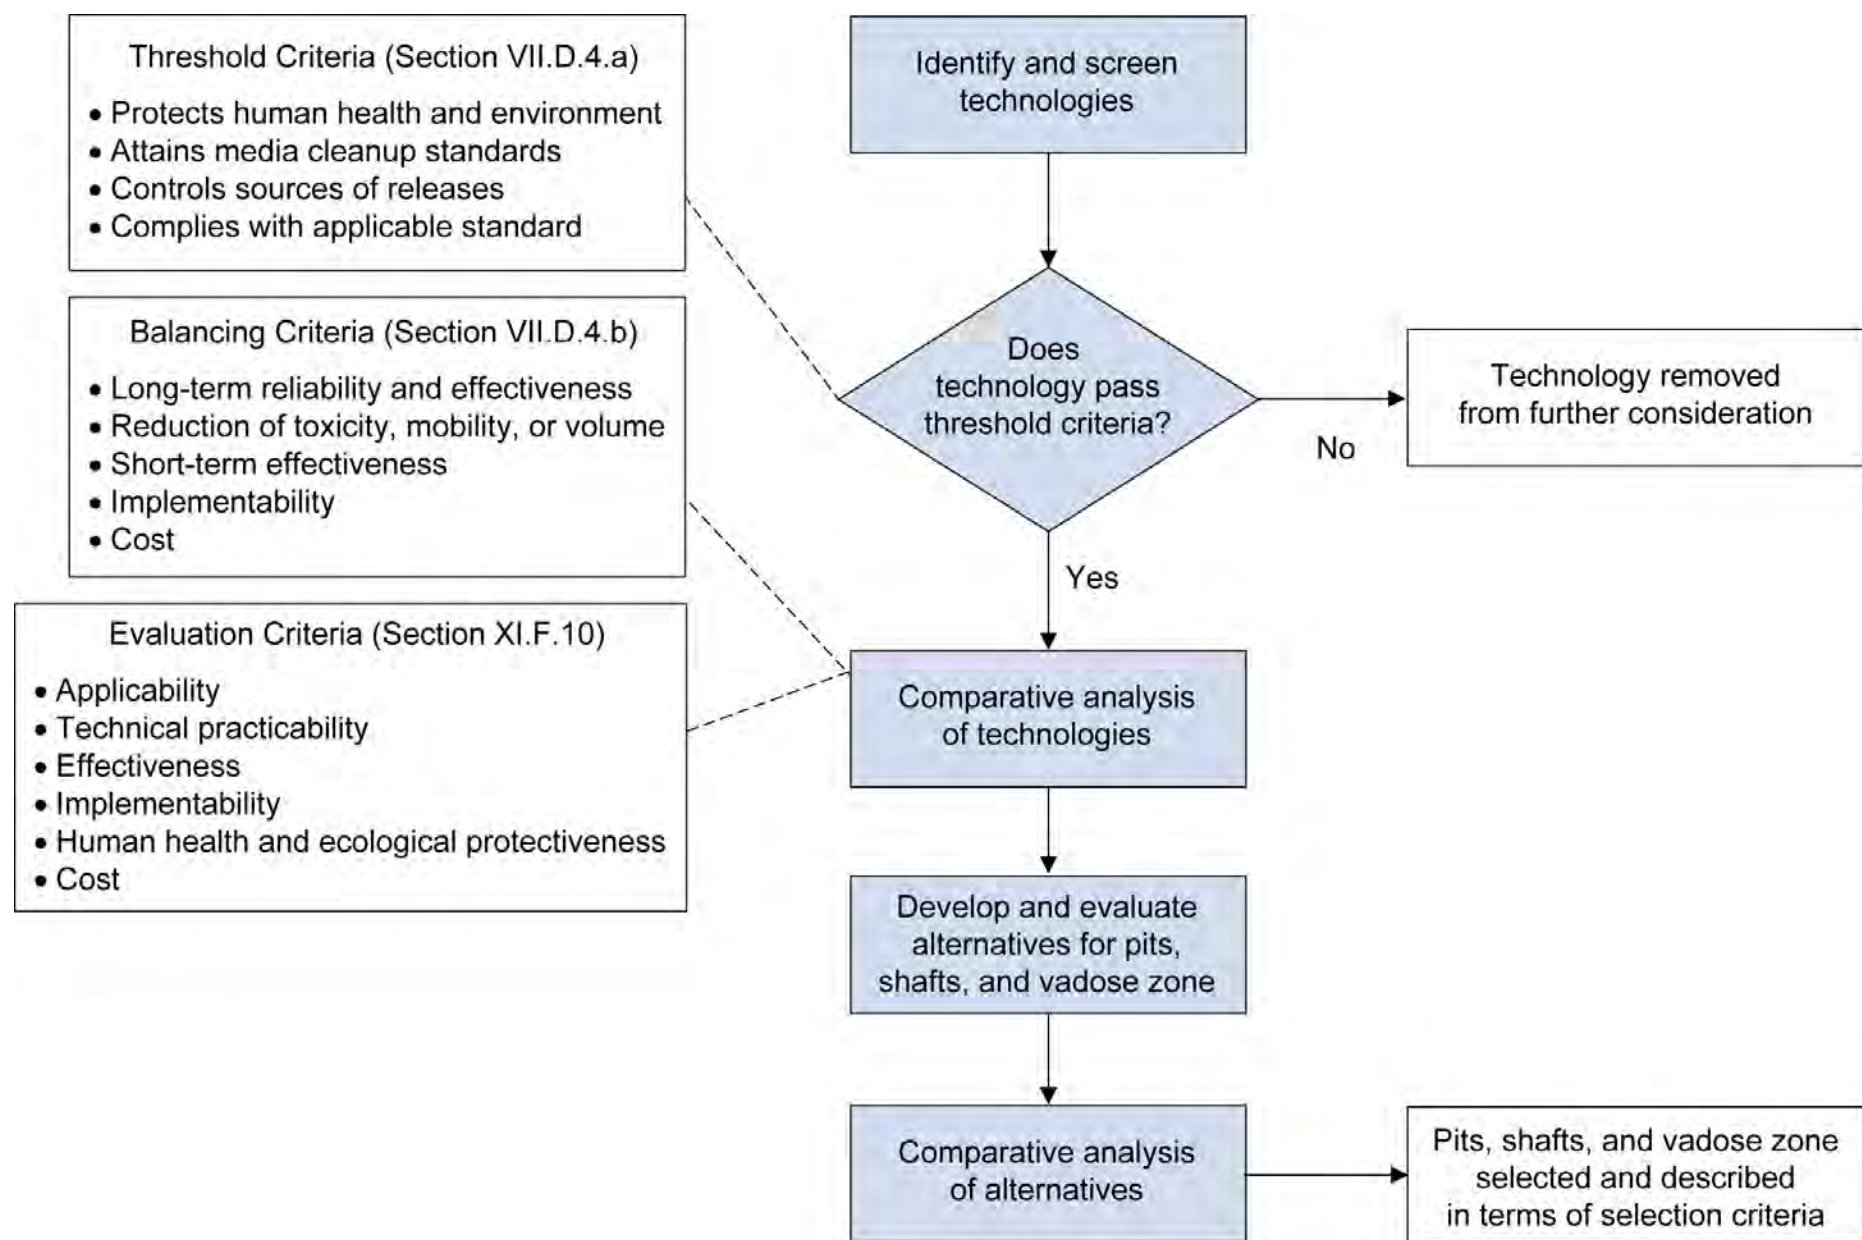 Threshold Criteria (Section VII.D.4.a)
• Protects human health and environment
• Attains media cleanup standards
• Controls sources of releases
• Complies with applicable standard
Balancing Criteria (Section VII.D.4.b)
• Long-term reliability and effectiveness
• Reduction of toxicity, mobility, or volume
• Short-term effectiveness
• Implementability
• Cost
Evaluation Criteria (Section XI.F.10)
• Applicability
• Technical practicability
• Effectiveness
• Implementability
• Human health and ecological protectiveness
• Cost
Identify and screen
technologies
Does
technology pass
threshold criteria?
No
Technology removed
from further consideration
Yes
Comparative analysis
of technologies
Develop and evaluate
alternatives for pits,
shafts, and vadose zone
Comparative analysis
of alternatives
Pits, shafts, and vadose zone
selected and described
in terms of selection criteria